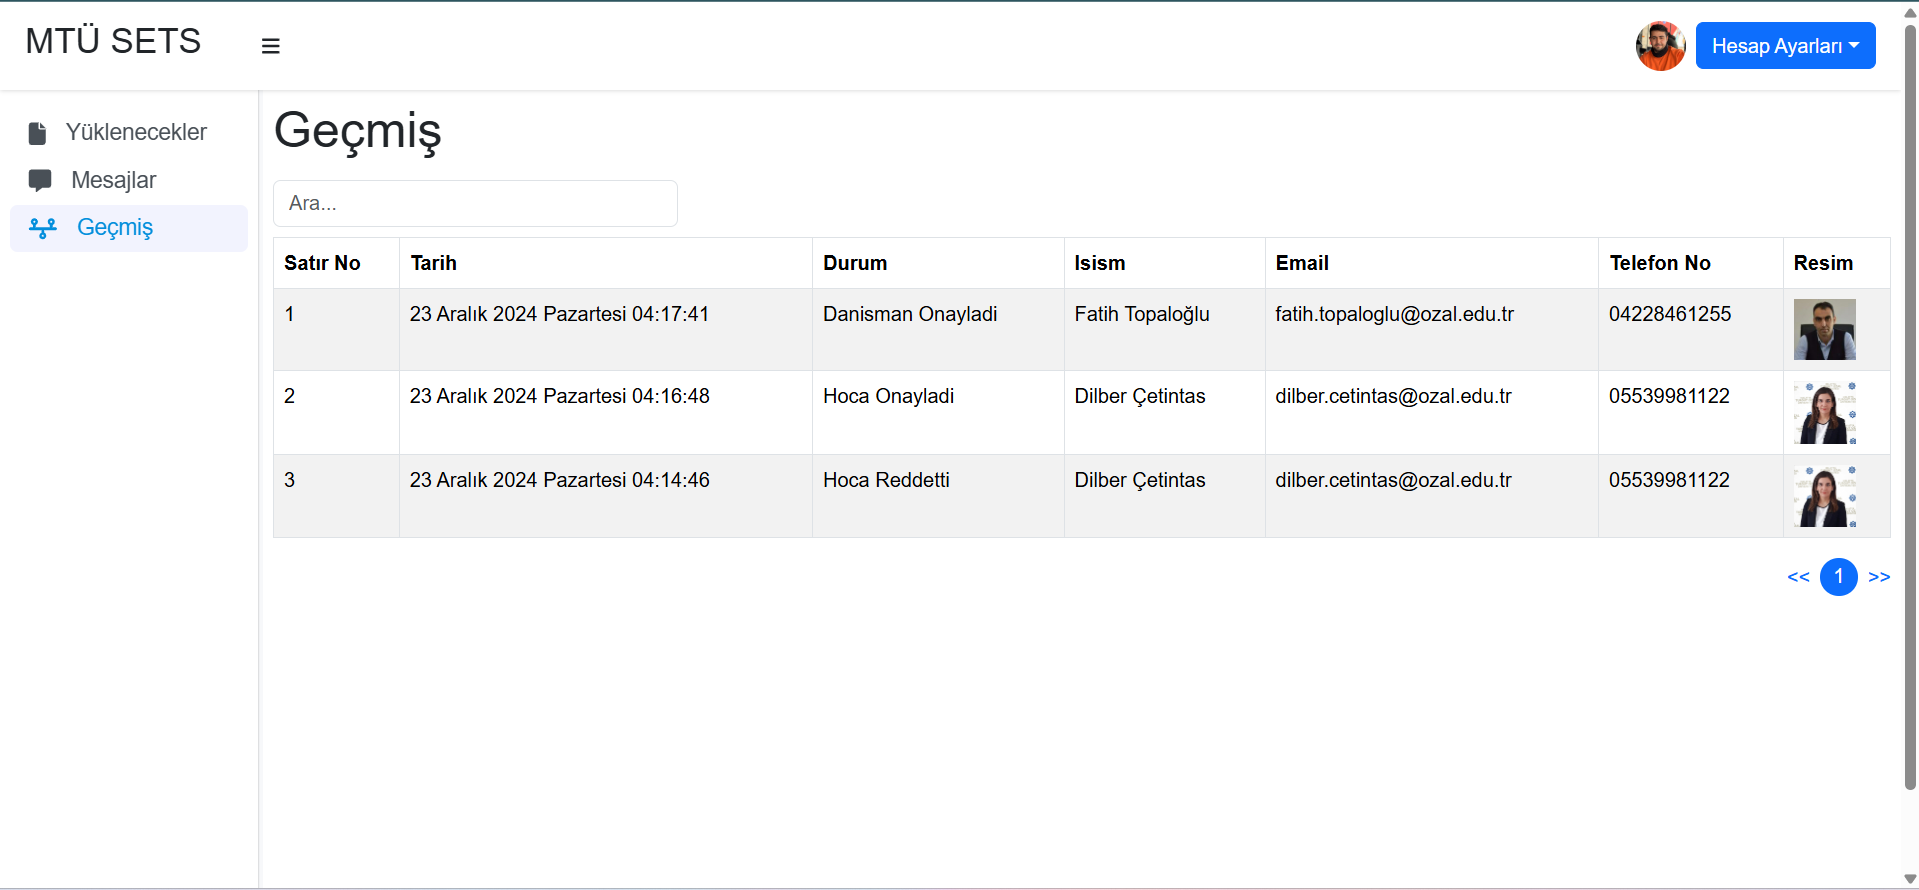 MTÜ SETS
Hesap Ayarları
Yüklenecekler
Mesajlar
Geçmiş
Geçmiş
Ara...
Satır No Tarih Durum Isism Email Telefon No Resim
1 23 Aralık 2024 Pazartesi 04:17:41 Danisman Onayladi Fatih Topaloğlu fatih.topaloglu@ozal.edu.tr 04228461255
2 23 Aralık 2024 Pazartesi 04:16:48 Hoca Onayladi Dilber Çetintas dilber.cetintas@ozal.edu.tr 05539981122
3 23 Aralık 2024 Pazartesi 04:14:46 Hoca Reddetti Dilber Çetintas dilber.cetintas@ozal.edu.tr 05539981122
<< 1 >>